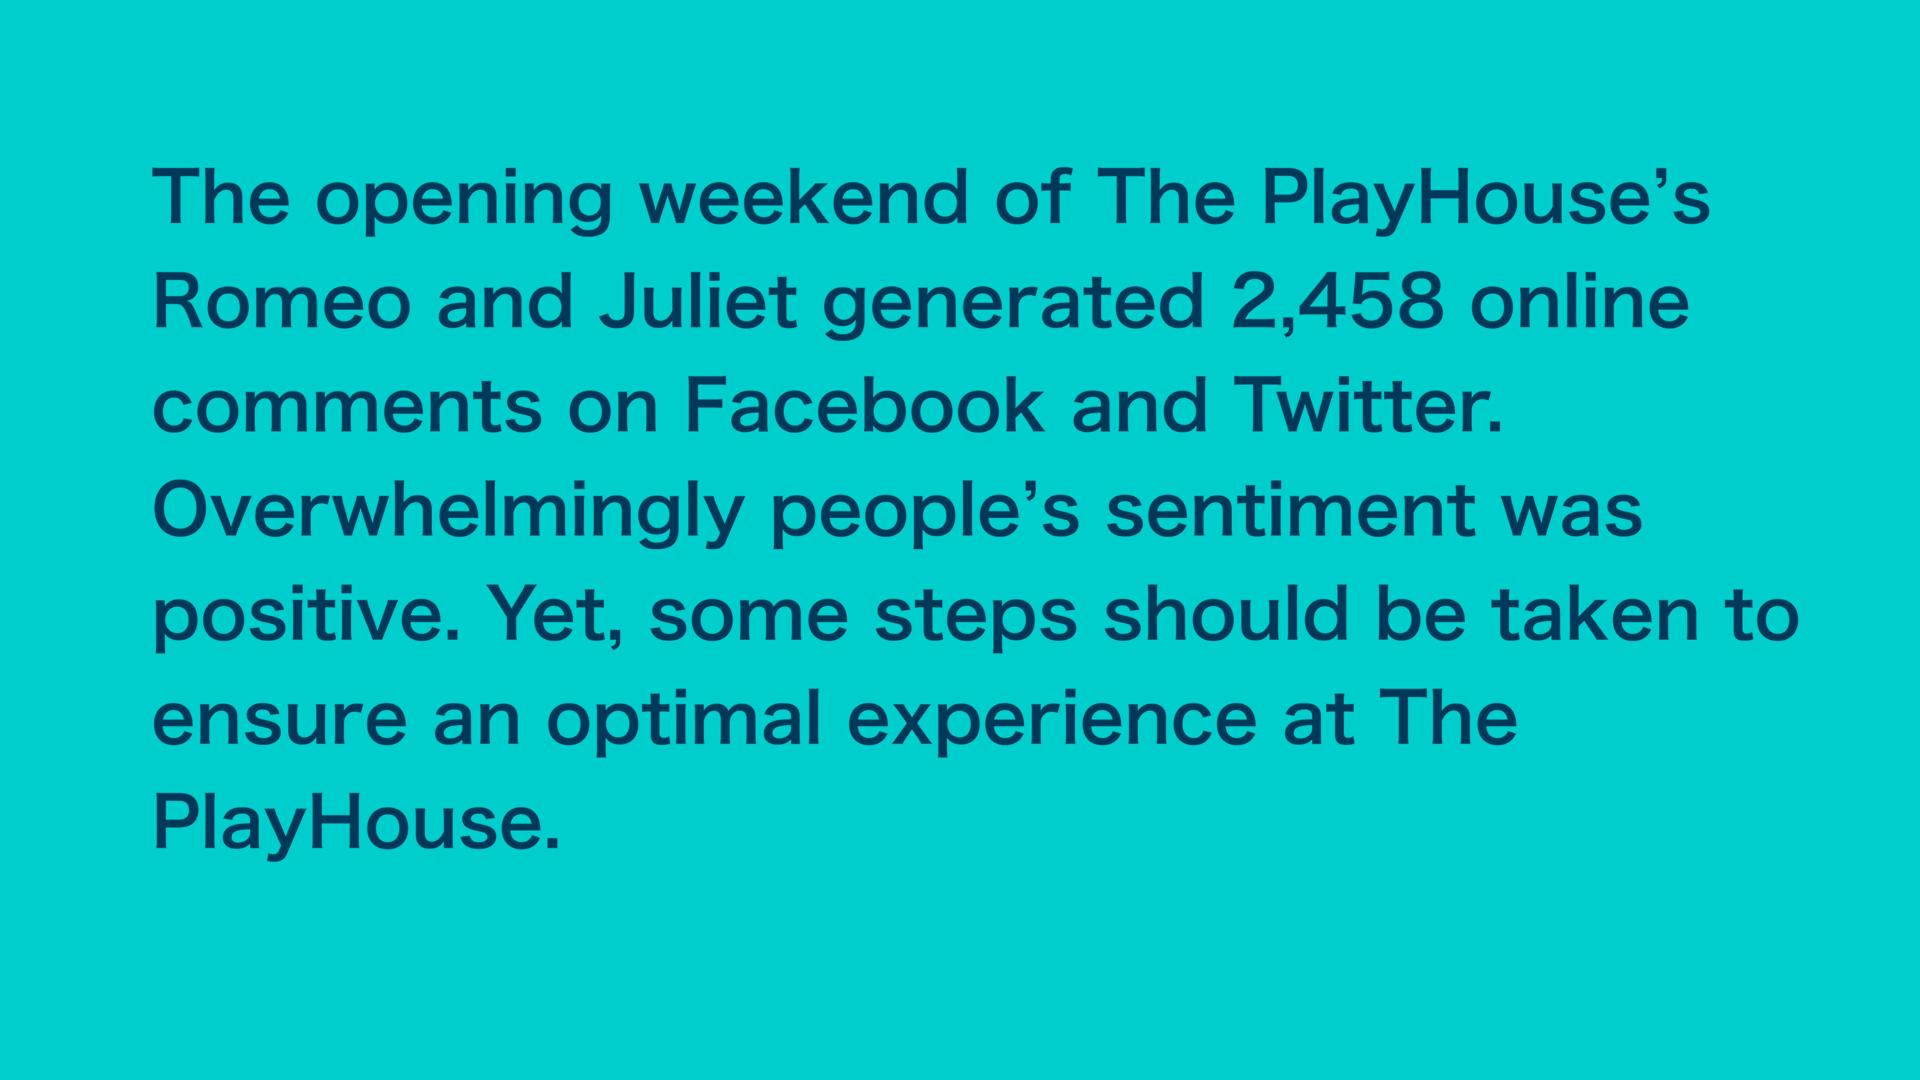 The opening weekend of The PlayHouse’s
Romeo and Juliet generated 2,458 online
comments on Facebook and Twitter.
Overwhelmingly people’s sentiment was
positive. Yet, some steps should be taken to
ensure an optimal experience at The
PlayHouse.